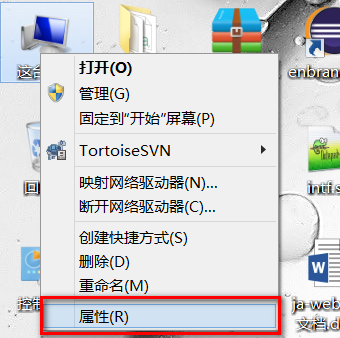 这台
打开(O)
管理(G)
固定到"开始"屏幕(P)
TortoiseSVN
映射网络驱动器(N)...
断开网络驱动器(C)...
创建快捷方式(S)
删除(D)
重命名(M)
属性(R)
回
控制
enbran
intf.s
ja-web
文档.d